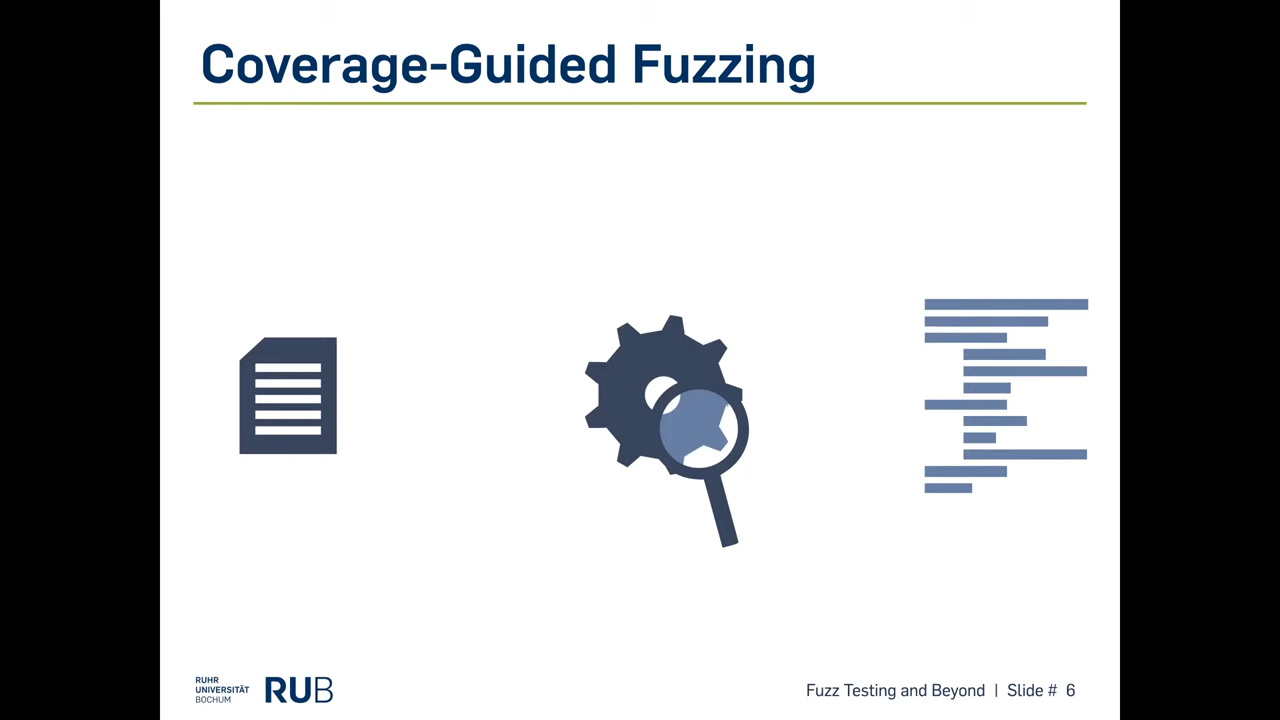 Coverage-Guided Fuzzing
RUHR
UNIVERSITÄT
BOCHUM
RUB
Fuzz Testing and Beyond | Slide # 6